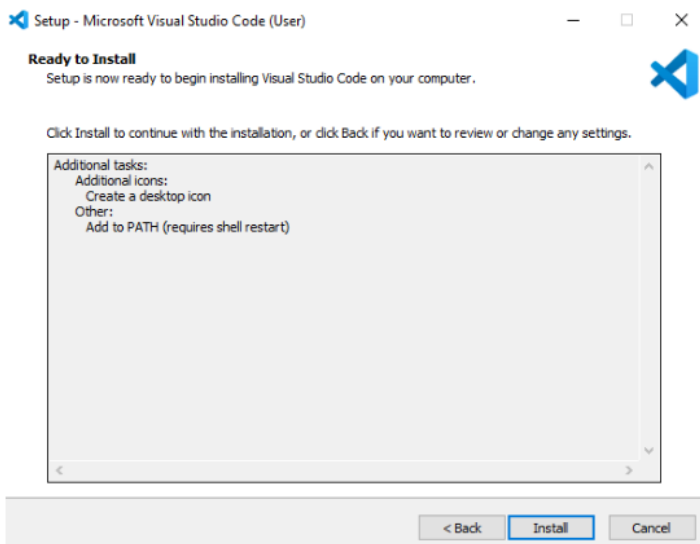 Setup - Microsoft Visual Studio Code (User)
Ready to Install
Setup is now ready to begin installing Visual Studio Code on your computer.
Click Install to continue with the installation, or click Back if you want to review or change any settings.
Additional tasks:
Additional icons:
Create a desktop icon
Other:
Add to PATH (requires shell restart)
< Back
Install
Cancel